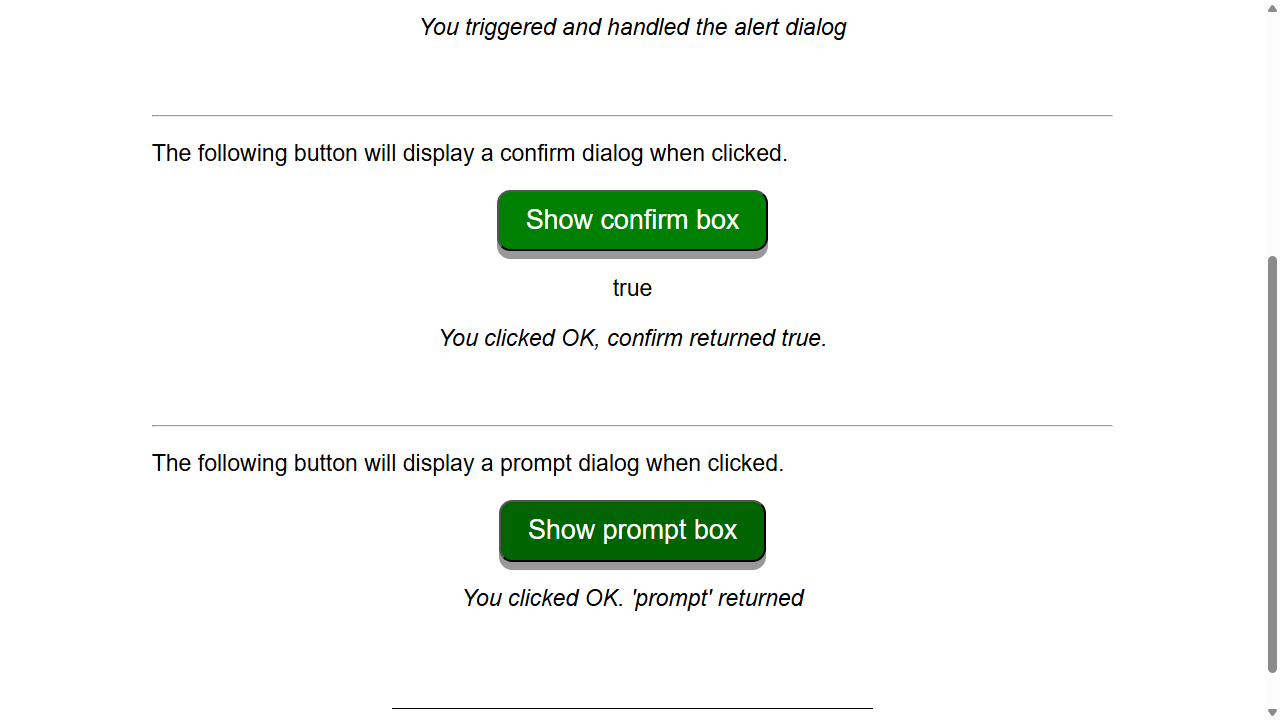 You triggered and handled the alert dialog
The following button will display a confirm dialog when clicked.
Show confirm box
true
You clicked OK, confirm returned true.
The following button will display a prompt dialog when clicked.
Show prompt box
You clicked OK. 'prompt' returned